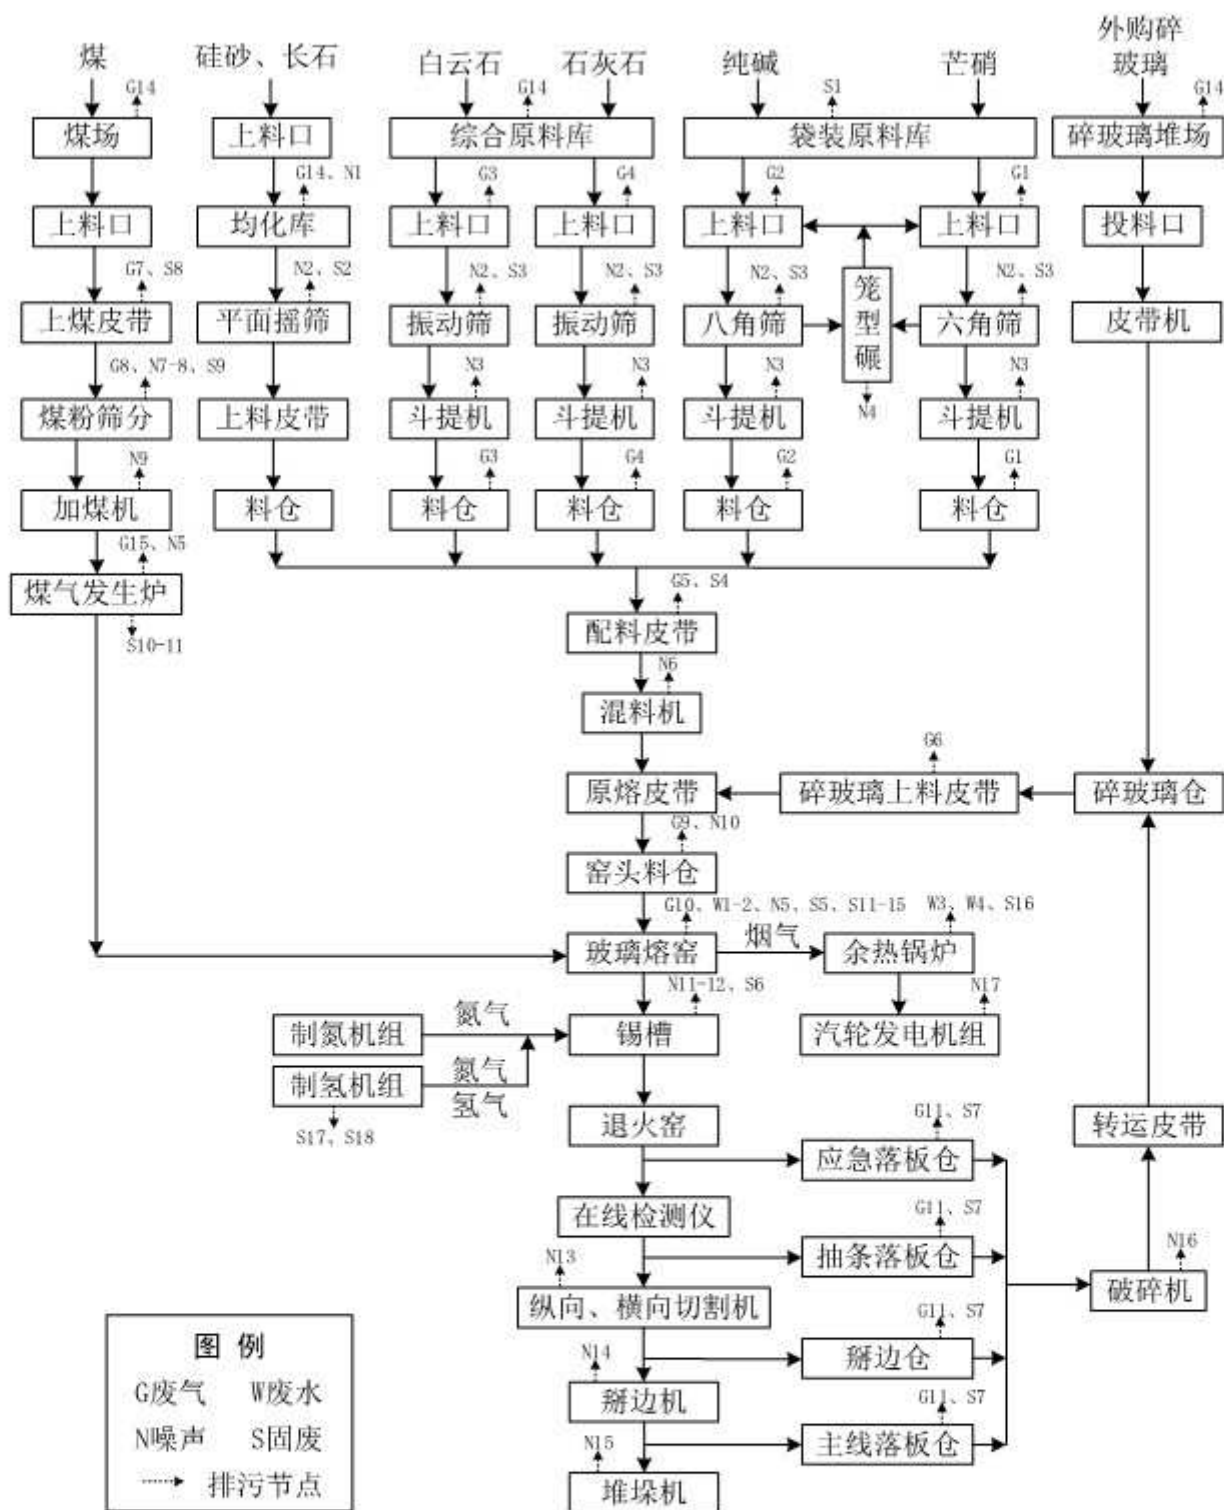 煤
硅砂、长石
白云石
石灰石
纯碱
芒硝
外购碎
玻璃
G14
G14
S1
G14
煤场
上料口
综合原料库
袋装原料库
碎玻璃堆场
G14、N1
G3
G4
G2
G1
上料口
均化库
上料口
上料口
上料口
上料口
投料口
G7、S8
N2、S2
N2、S3
N2、S3
N2、S3
N2、S3
笼型碾
上煤皮带
平面摇筛
振动筛
振动筛
八角筛
六角筛
皮带机
G8、N7-8、S9
N3
N3
N3
N3
N4
煤粉筛分
上料皮带
斗提机
斗提机
斗提机
斗提机
N9
G3
G4
G2
G1
加煤机
料仓
料仓
料仓
料仓
料仓
G15、N5
煤气发生炉
S10-11
G5、S4
配料皮带
N6
混料机
G6
原熔皮带
碎玻璃上料皮带
碎玻璃仓
G9、N10
窑头料仓
G10、W1-2、N5、S5、S11-15
W3、W4、S16
玻璃熔窑
烟气
余热锅炉
N11-12、S6
N17
制氮机组
氮气
锡槽
汽轮发电机组
制氢机组
氮气
氢气
S17、S18
退火窑
G11、S7
应急落板仓
转运皮带
在线检测仪
G11、S7
抽条落板仓
N13
N16
纵向、横向切割机
破碎机
G11、S7
掰边仓
N14
掰边机
G11、S7
主线落板仓
N15
堆垛机
图 例
G废气 W废水
N噪声 S固废
排污节点